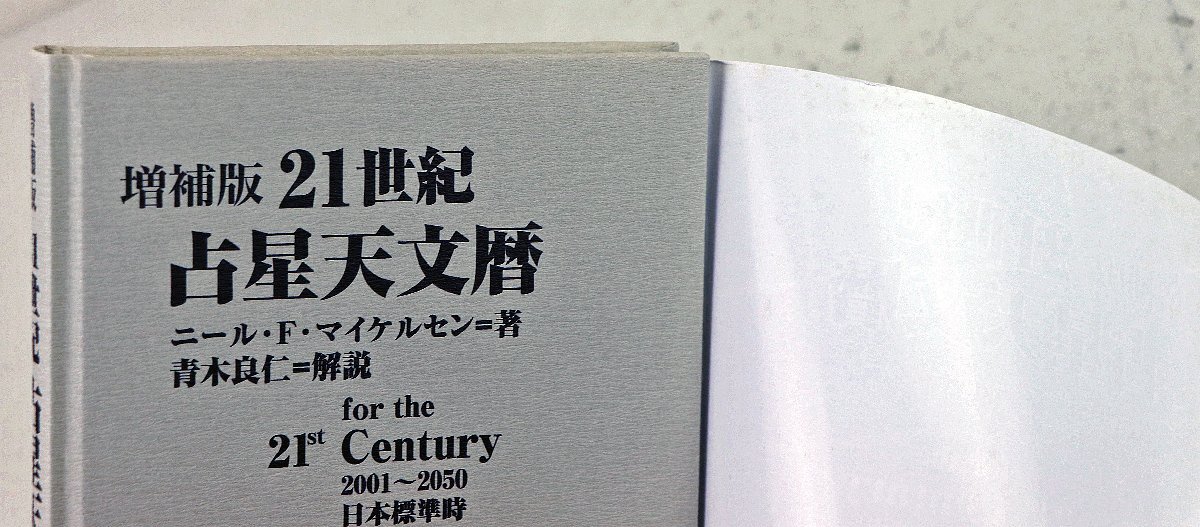 増補版 21世紀
占星天文暦
ニール・F・マイケルセン=著
青木良仁=解説
for the
21st Century
2001～2050
日本標準時